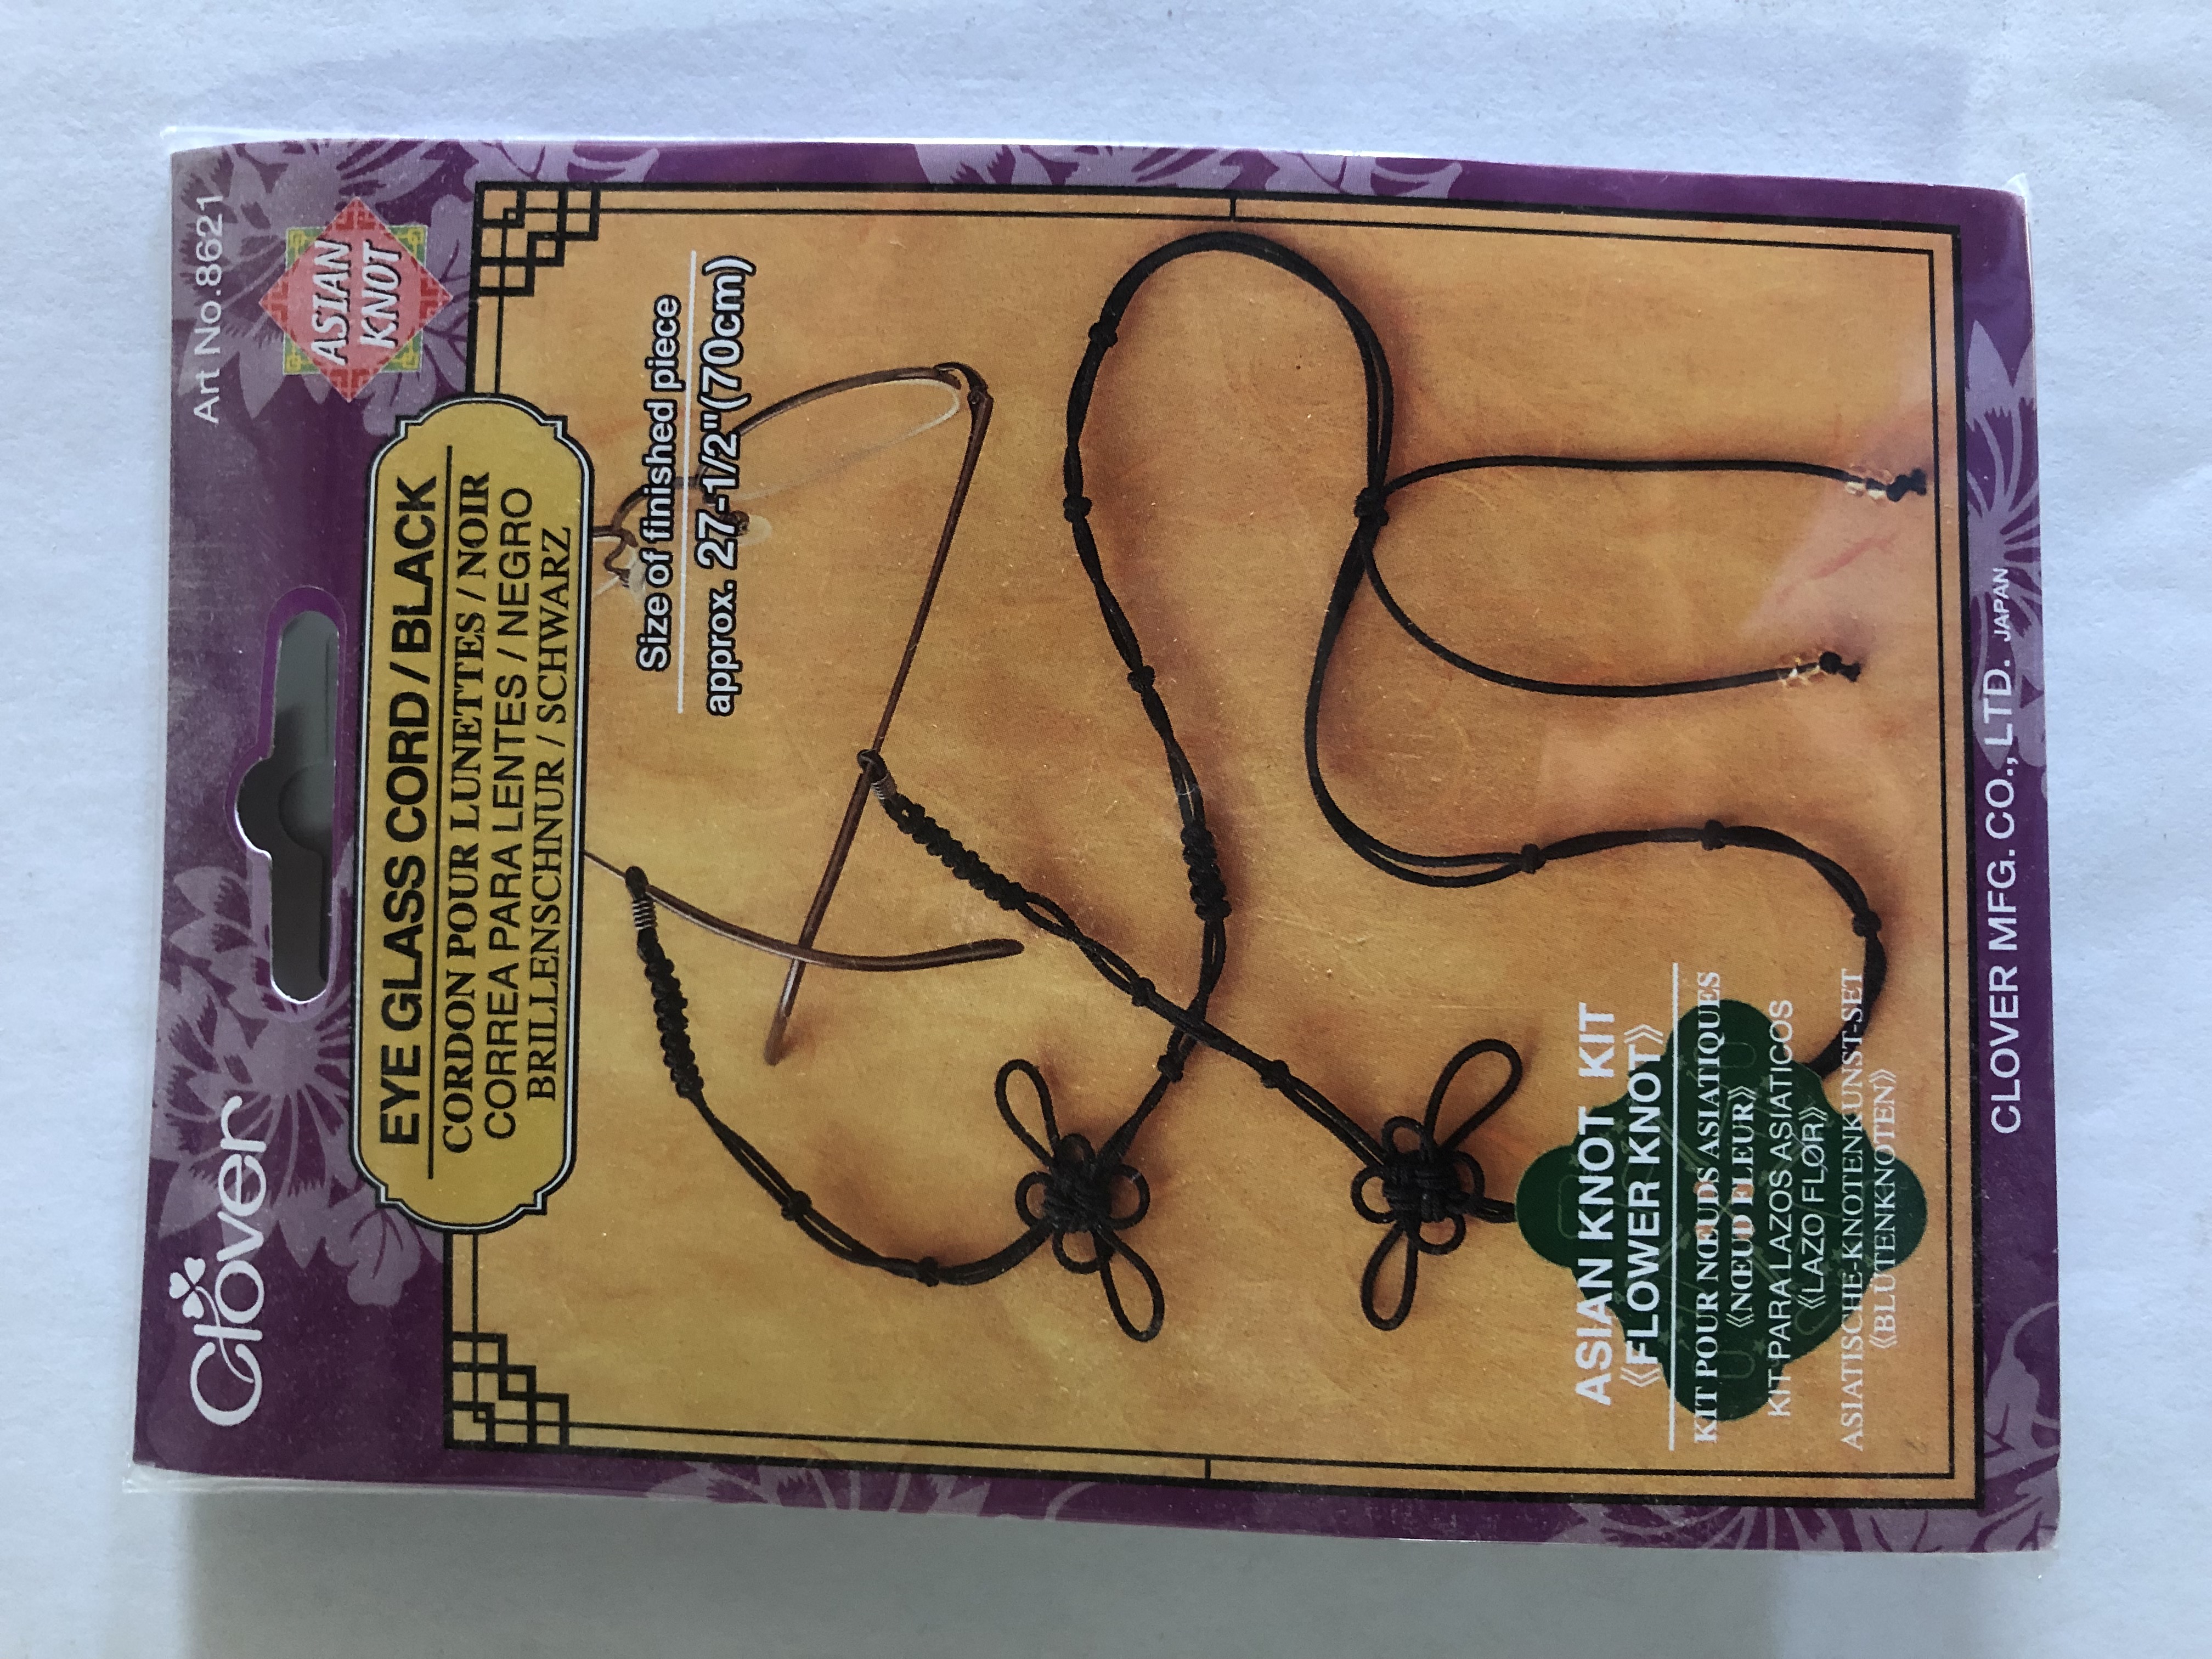 Clover
Art No.8621
ASIAN
KNOT
EYE GLASS CORD / BLACK
CORDON POUR LUNETTES / NOIR
CORREA PARA LENTES / NEGRO
BRILLENSCHNUR / SCHWARZ
Size of finished piece
approx. 27-1/2"(70cm)
ASIAN KNOT KIT
《FLOWER KNOT》
KIT POUR NŒUDS ASIATIQUES
《NŒUD FLEUR》
KIT PARA LAZOS ASIATICOS
《LAZO FLOR》
ASIATISCHE-KNOTENKUNST-SET
《BLÜTENKNOTEN》
CLOVER MFG. CO., LTD. JAPAN